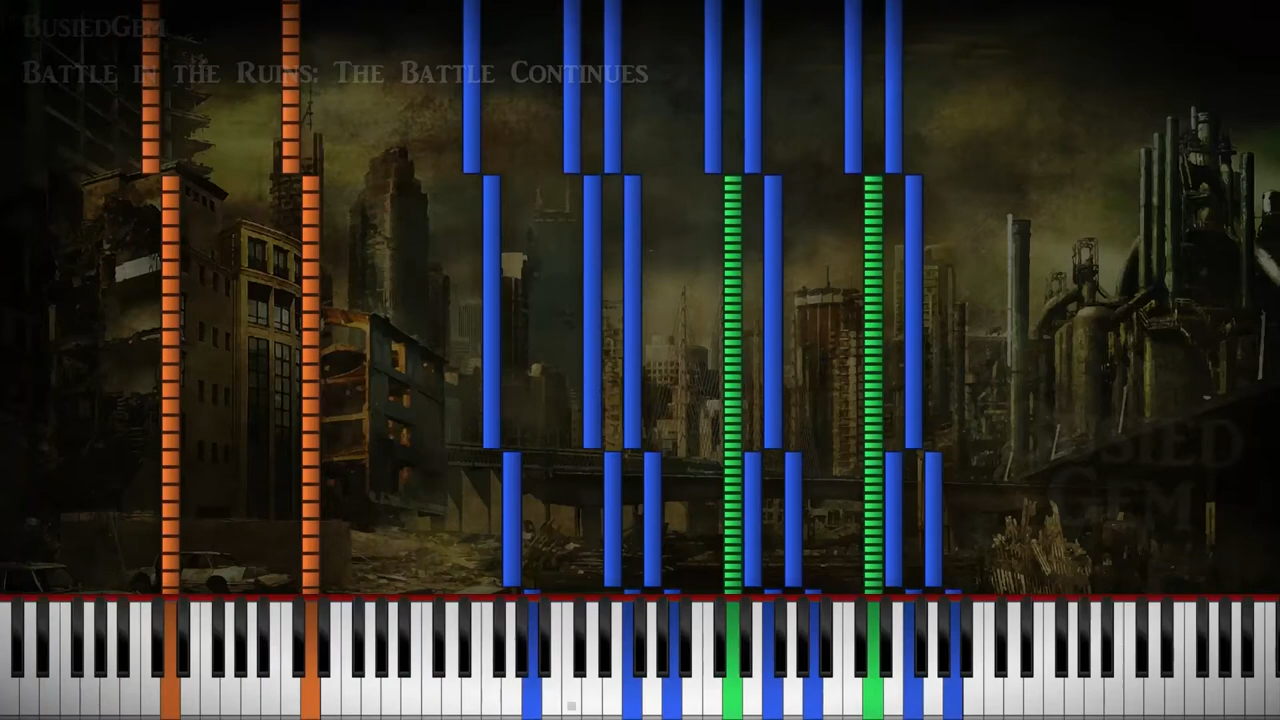 BusiedGem
Battle in the Ruins: The Battle Continues
Busied
Gem